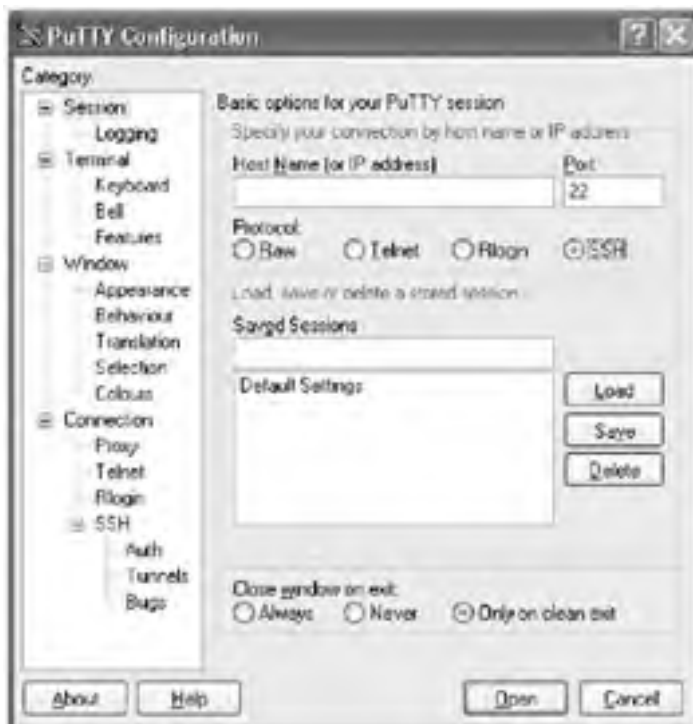 PuTTY Configuration
Category:
Session
Logging
Terminal
Keyboard
Bell
Features
Window
Appearance
Behaviour
Translation
Selection
Colours
Connection
Proxy
Telnet
Rlogin
SSH
Auth
Tunnels
Bugs
Basic options for your PuTTY session
Specify your connection by host name or IP address
Host Name (or IP address)
Port
22
Protocol:
Raw Telnet Rlogin SSH
Load, save or delete a stored session
Saved Sessions
Default Settings
Load
Save
Delete
Close window on exit:
Always Never Only on clean exit
About Help Open Cancel